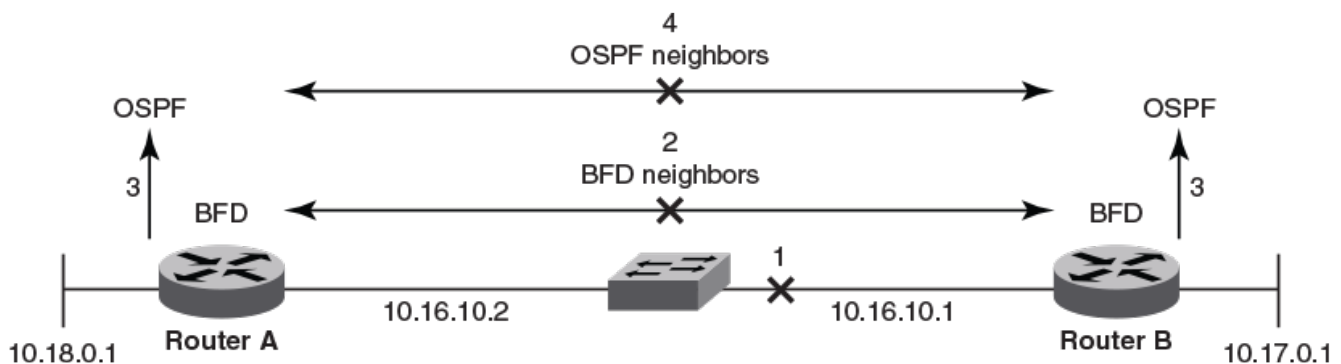 4
OSPF neighbors
OSPF
OSPF
2
BFD neighbors
3
3
BFD
BFD
1
10.16.10.2
10.16.10.1
Router A
Router B
10.18.0.1
10.17.0.1